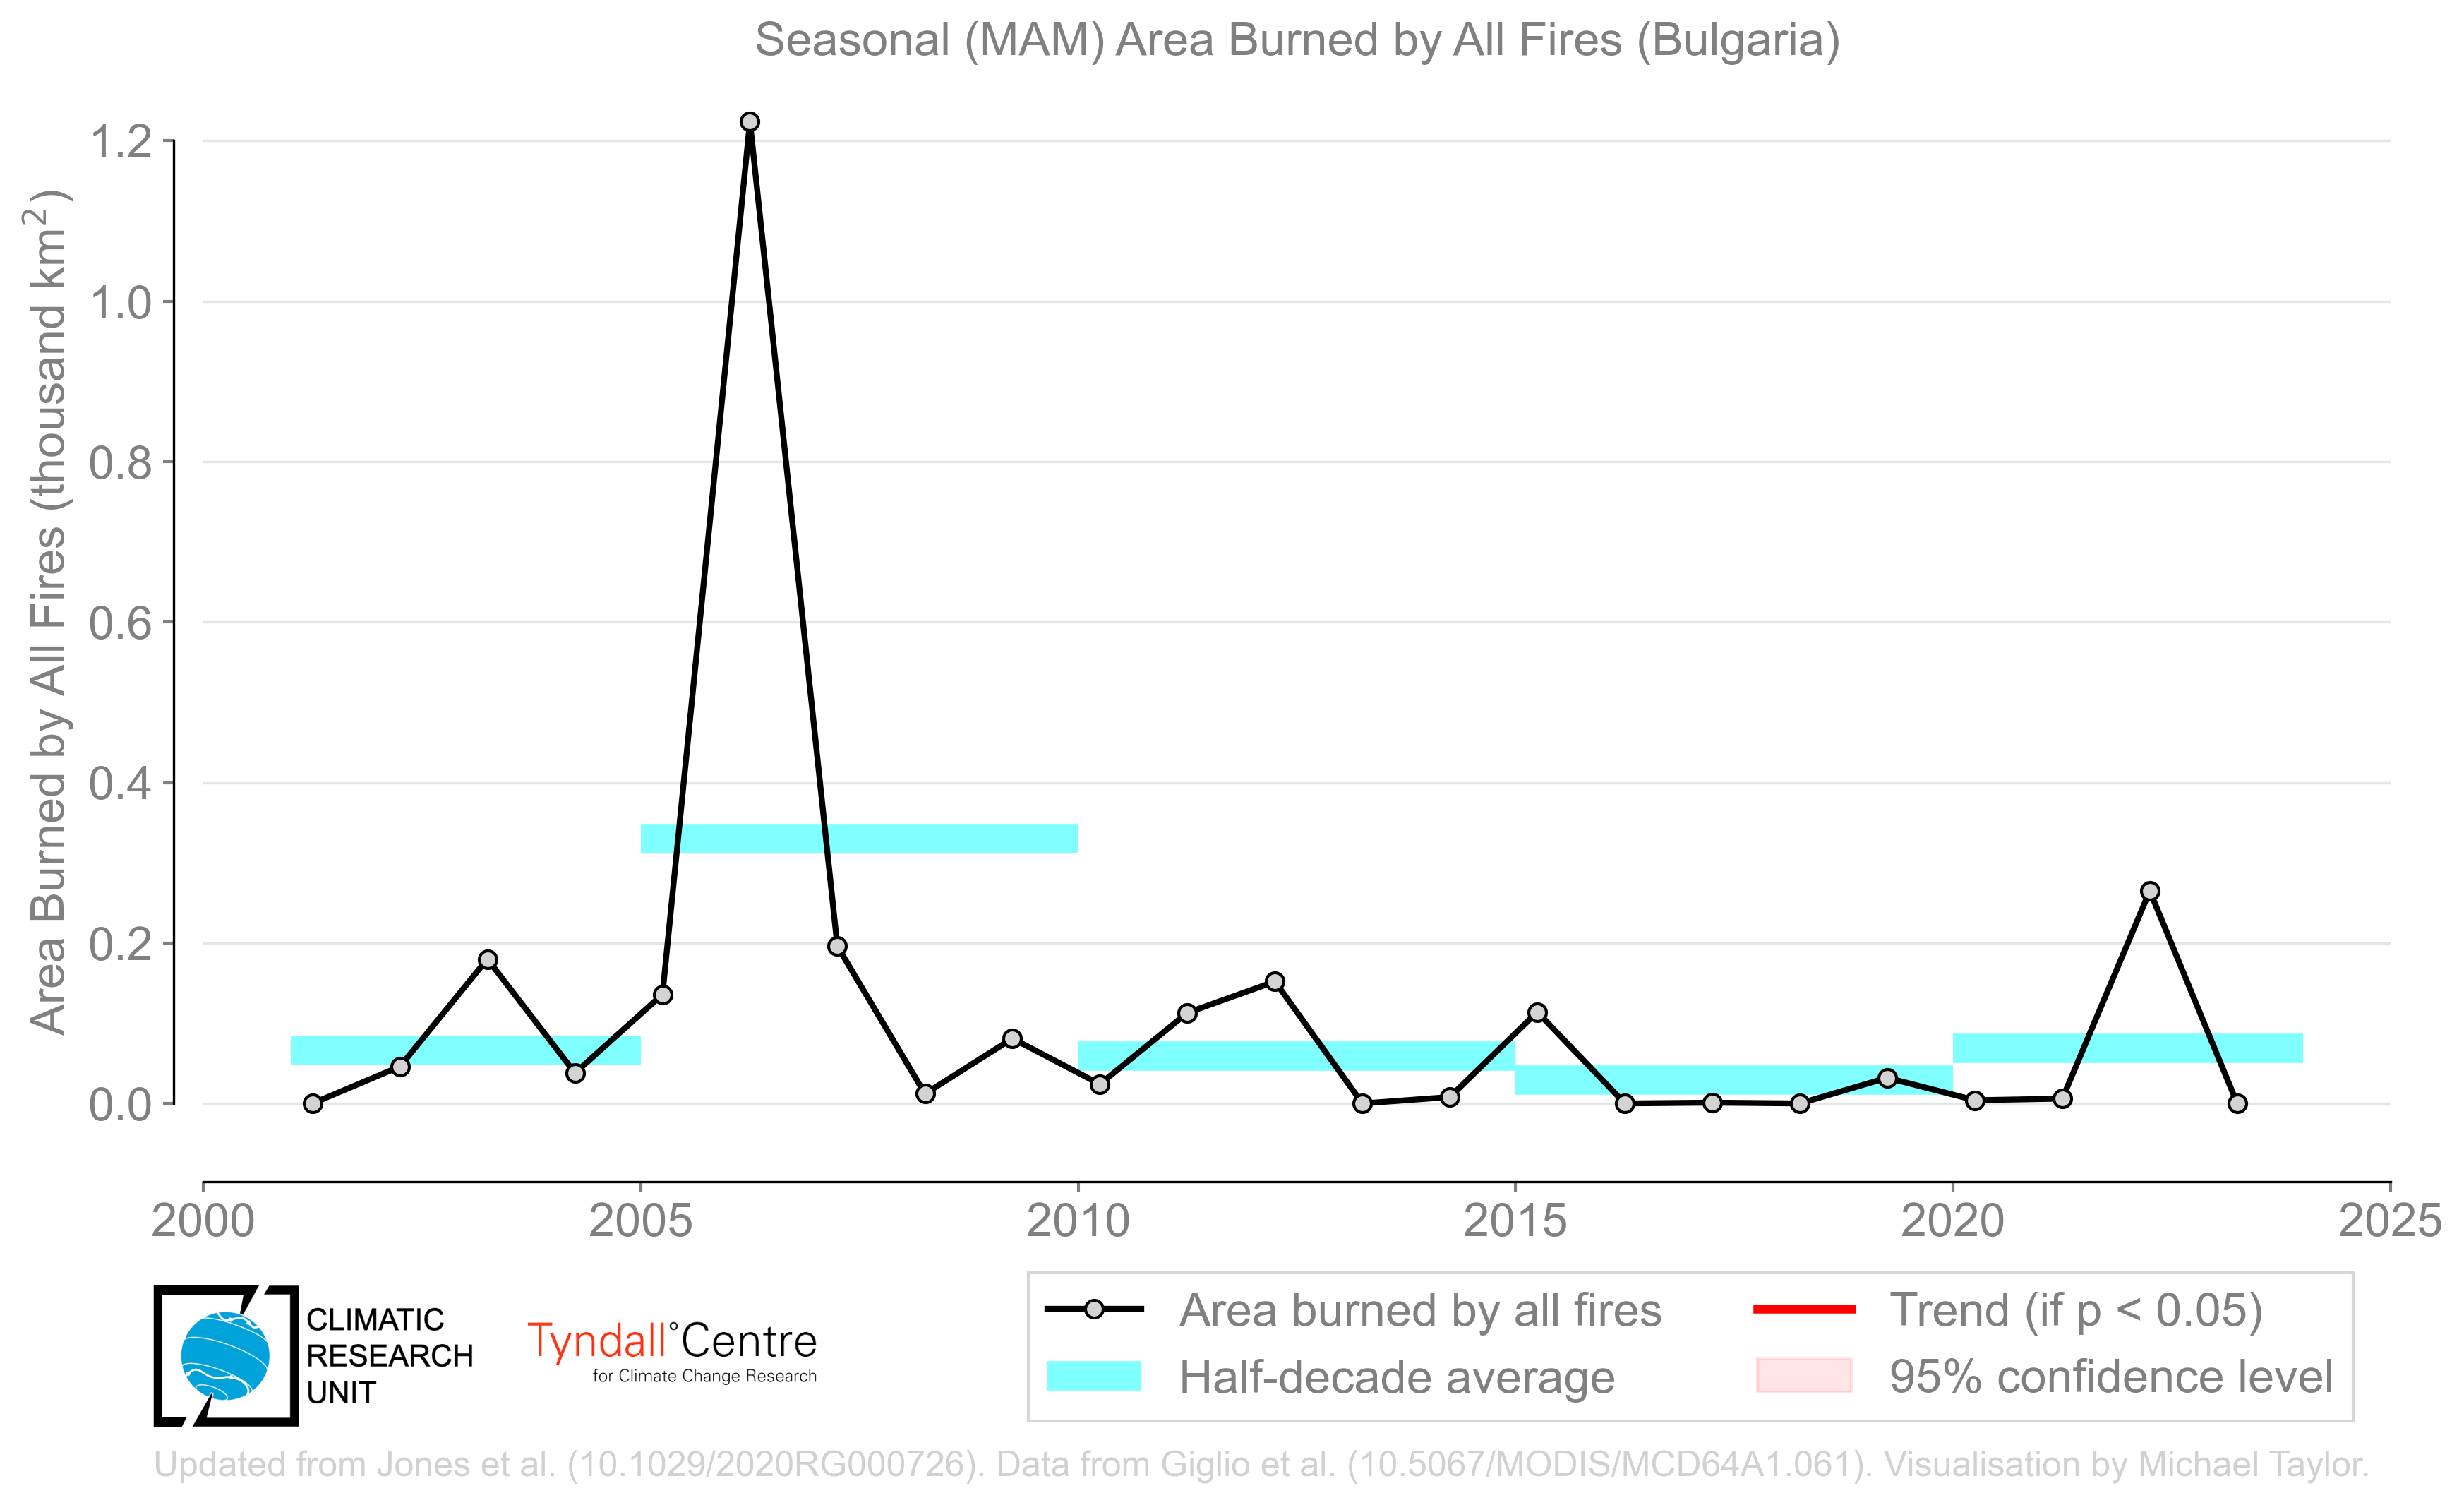 Seasonal (MAM) Area Burned by All Fires (Bulgaria)
Area Burned by All Fires (thousand km²)
1.2
1.0
0.8
0.6
0.4
0.2
0.0
2000 2005 2010 2015 2020 2025
CLIMATIC
RESEARCH
UNIT
Tyndall°Centre
for Climate Change Research
Area burned by all fires
Half-decade average
Trend (if p < 0.05)
95% confidence level
Updated from Jones et al. (10.1029/2020RG000726). Data from Giglio et al. (10.5067/MODIS/MCD64A1.061). Visualisation by Michael Taylor.